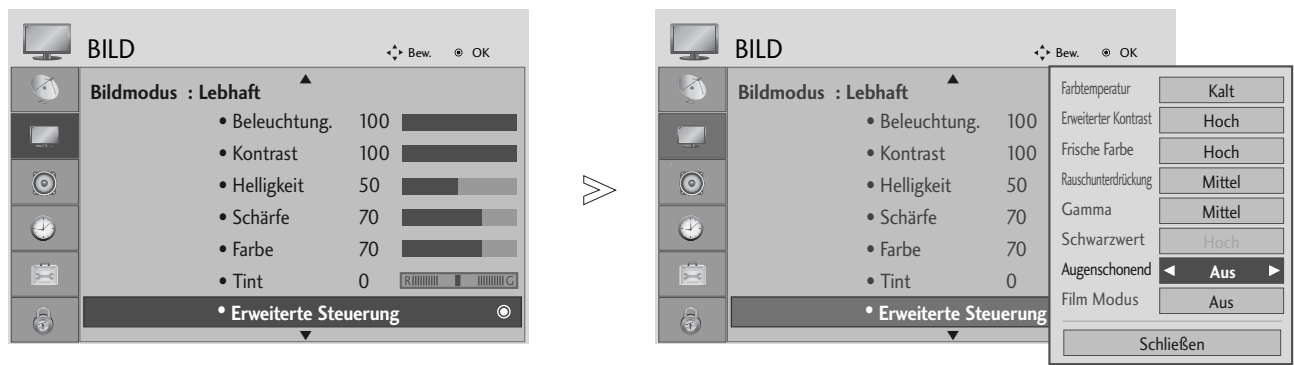 BILD
Bew. OK
Bildmodus : Lebhaft
• Beleuchtung. 100
• Kontrast 100
• Helligkeit 50
• Schärfe 70
• Farbe 70
• Tint 0 R G
• Erweiterte Steuerung
BILD
Bew. OK
Bildmodus : Lebhaft
• Beleuchtung. 100
• Kontrast 100
• Helligkeit 50
• Schärfe 70
• Farbe 70
• Tint 0
• Erweiterte Steuerung
Farbtemperatur Kalt
Erweiterter Kontrast Hoch
Frische Farbe Hoch
Rauschunterdrückung Mittel
Gamma Mittel
Schwarzwert Hoch
Augenschonend Aus
Film Modus Aus
Schließen